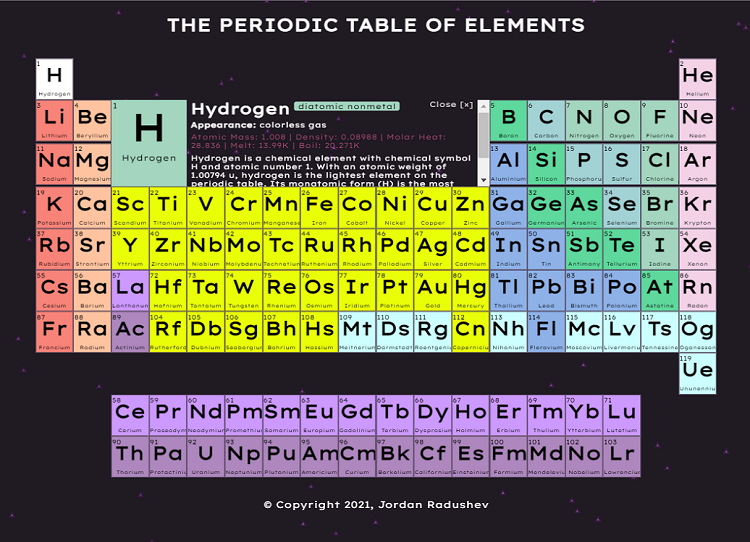 THE PERIODIC TABLE OF ELEMENTS
1 2
H He
Hydrogen Helium
3 4 1 Hydrogen diatomic nonmetal Close [x] 5 6 7 8 9 10
Li Be H Appearance: colorless gas B C N O F Ne
Lithium Beryllium Atomic Mass: 1.008 | Density: 0.08988 | Molar Heat: Boron Carbon Nitrogen Oxygen Fluorine Neon
28.836 | Melt: 13.99K | Boil: 20.271K
11 12 Hydrogen Hydrogen is a chemical element with chemical symbol 13 14 15 16 17 18
Na Mg H and atomic number 1. With an atomic weight of Al Si P S Cl Ar
Sodium Magnesium 1.00794 u, hydrogen is the lightest element on the Aluminium Silicon Phosphoru Sulfur Chlorine Argon
periodic table. Its monatomic form (H) is the most
19 20 21 22 23 24 25 26 27 28 29 30 31 32 33 34 35 36
K Ca Sc Ti V Cr Mn Fe Co Ni Cu Zn Ga Ge As Se Br Kr
Potassium Calcium Scandium Titanium Vanadium Chromium Manganese Iron Cobalt Nickel Copper Zinc Gallium Germanium Arsenic Selenium Bromine Krypton
37 38 39 40 41 42 43 44 45 46 47 48 49 50 51 52 53 54
Rb Sr Y Zr Nb Mo Tc Ru Rh Pd Ag Cd In Sn Sb Te I Xe
Rubidium Strontium Yttrium Zirconium Niobium Molybdenu Technetium Ruthenium Rhodium Palladium Silver Cadmium Indium Tin Antimony Tellurium Iodine Xenon
55 56 57 72 73 74 75 76 77 78 79 80 81 82 83 84 85 86
Cs Ba La Hf Ta W Re Os Ir Pt Au Hg Tl Pb Bi Po At Rn
Cesium Barium Lanthanum Hafnium Tantalum Tungsten Rhenium Osmium Iridium Platinum Gold Mercury Thallium Lead Bismuth Polonium Astatine Radon
87 88 89 104 105 106 107 108 109 110 111 112 113 114 115 116 117 118
Fr Ra Ac Rf Db Sg Bh Hs Mt Ds Rg Cn Nh Fl Mc Lv Ts Og
Francium Radium Actinium Rutherford Dubnium Seaborgiu Bohrium Hassium Meitnerium Darmstadt Roentgeni Coperniciu Nihonium Flerovium Moscovium Livermoriu Tennessine Oganesson
119
Ue
Ununenniu
58 59 60 61 62 63 64 65 66 67 68 69 70 71
Ce Pr Nd Pm Sm Eu Gd Tb Dy Ho Er Tm Yb Lu
Cerium Praseodym Neodymiu Promethiu Samarium Europium Gadoliniu Terbium Dysprosiu Holmium Erbium Thulium Ytterbium Lutetium
90 91 92 93 94 95 96 97 98 99 100 101 102 103
Th Pa U Np Pu Am Cm Bk Cf Es Fm Md No Lr
Thorium Protactiniu Uranium Neptunium Plutonium Americium Curium Berkelium Californiu Einsteiniu Fermium Mendeleviu Nobelium Lawrenciu
© Copyright 2021, Jordan Radushev